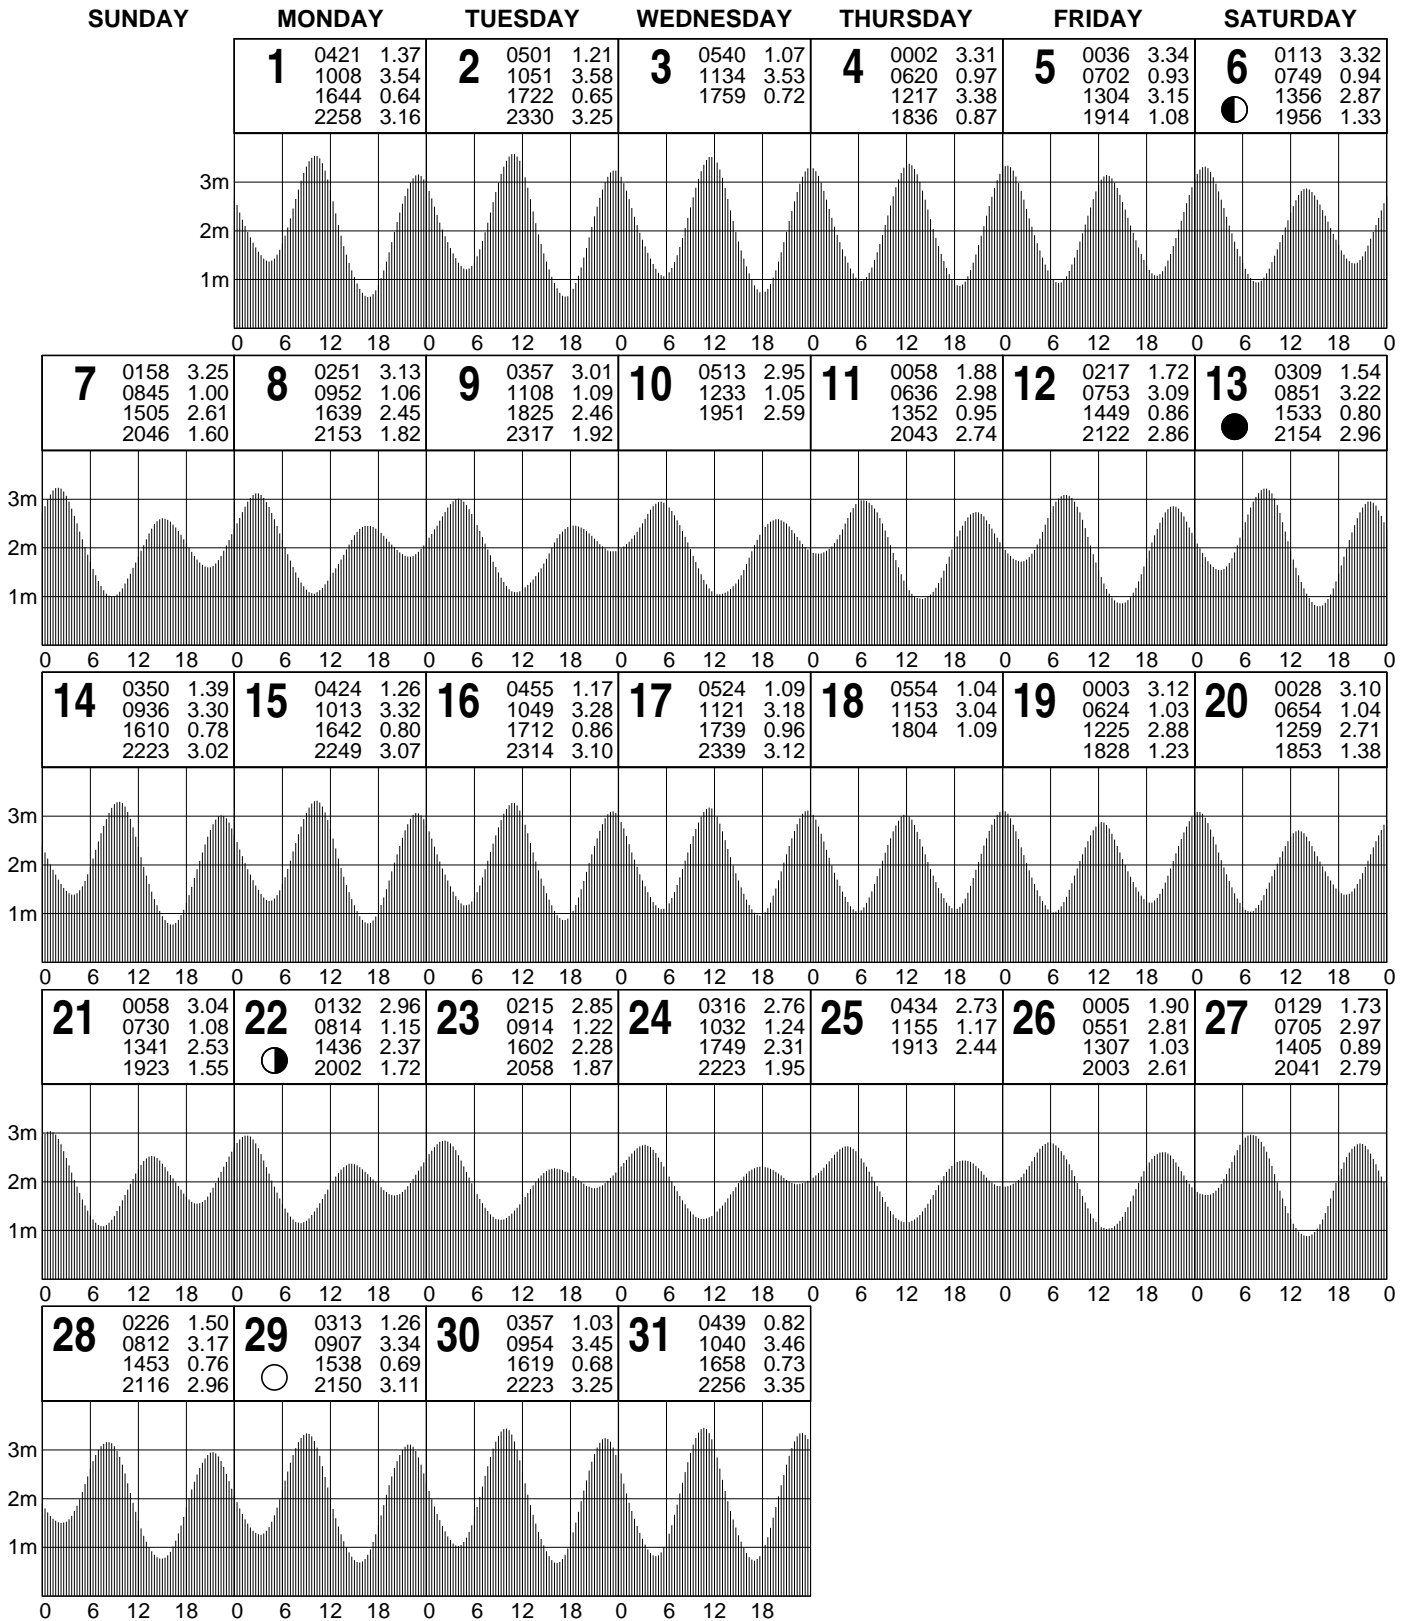 SUNDAY MONDAY TUESDAY WEDNESDAY THURSDAY FRIDAY SATURDAY
1 0421 1.37 2 0501 1.21 3 0540 1.07 4 0002 3.31 5 0036 3.34 6 0113 3.32
1008 3.54 1051 3.58 1134 3.53 0620 0.97 0702 0.93 0749 0.94
1644 0.64 1722 0.65 1759 0.72 1217 3.38 1304 3.15 1356 2.87
2258 3.16 2330 3.25 1836 0.87 1914 1.08 1956 1.33
3m
2m
1m
0 6 12 18 0 6 12 18 0 6 12 18 0 6 12 18 0 6 12 18 0 6 12 18 0
7 0158 3.25 8 0251 3.13 9 0357 3.01 10 0513 2.95 11 0058 1.88 12 0217 1.72 13 0309 1.54
0845 1.00 0952 1.06 1108 1.09 1233 1.05 0636 2.98 0753 3.09 0851 3.22
1505 2.61 1639 2.45 1825 2.46 1951 2.59 1352 0.95 1449 0.86 1533 0.80
2046 1.60 2153 1.82 2317 1.92 2043 2.74 2122 2.86 2154 2.96
3m
2m
1m
0 6 12 18 0 6 12 18 0 6 12 18 0 6 12 18 0 6 12 18 0 6 12 18 0 6 12 18 0
14 0350 1.39 15 0424 1.26 16 0455 1.17 17 0524 1.09 18 0554 1.04 19 0003 3.12 20 0028 3.10
0936 3.30 1013 3.32 1049 3.28 1121 3.18 1153 3.04 0624 1.03 0654 1.04
1610 0.78 1642 0.80 1712 0.86 1739 0.96 1804 1.09 1225 2.88 1259 2.71
2223 3.02 2249 3.07 2314 3.10 2339 3.12 1828 1.23 1853 1.38
3m
2m
1m
0 6 12 18 0 6 12 18 0 6 12 18 0 6 12 18 0 6 12 18 0 6 12 18 0 6 12 18 0
21 0058 3.04 22 0132 2.96 23 0215 2.85 24 0316 2.76 25 0434 2.73 26 0005 1.90 27 0129 1.73
0730 1.08 0814 1.15 0914 1.22 1032 1.24 1155 1.17 0551 2.81 0705 2.97
1341 2.53 1436 2.37 1602 2.28 1749 2.31 1913 2.44 1307 1.03 1405 0.89
1923 1.55 2002 1.72 2058 1.87 2223 1.95 2003 2.61 2041 2.79
3m
2m
1m
0 6 12 18 0 6 12 18 0 6 12 18 0 6 12 18 0 6 12 18 0 6 12 18 0 6 12 18 0
28 0226 1.50 29 0313 1.26 30 0357 1.03 31 0439 0.82
0812 3.17 0907 3.34 0954 3.45 1040 3.46
1453 0.76 1538 0.69 1619 0.68 1658 0.73
2116 2.96 2150 3.11 2223 3.25 2256 3.35
3m
2m
1m
0 6 12 18 0 6 12 18 0 6 12 18 0 6 12 18